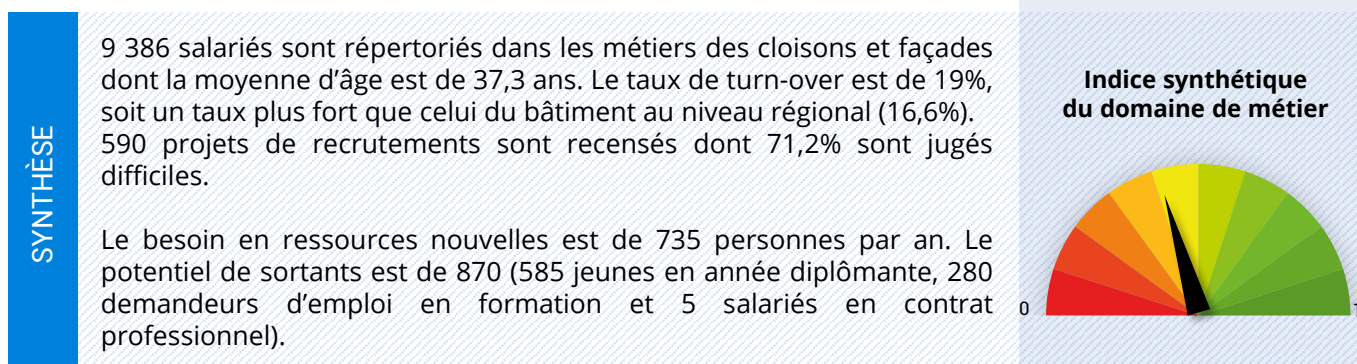 SYNTHÈSE
9 386 salariés sont répertoriés dans les métiers des cloisons et façades
dont la moyenne d’âge est de 37,3 ans. Le taux de turn-over est de 19%,
soit un taux plus fort que celui du bâtiment au niveau régional (16,6%).
590 projets de recrutements sont recensés dont 71,2% sont jugés
difficiles.
Le besoin en ressources nouvelles est de 735 personnes par an. Le
potentiel de sortants est de 870 (585 jeunes en année diplômante, 280
demandeurs d’emploi en formation et 5 salariés en contrat
professionnel).
Indice synthétique
du domaine de métier
0